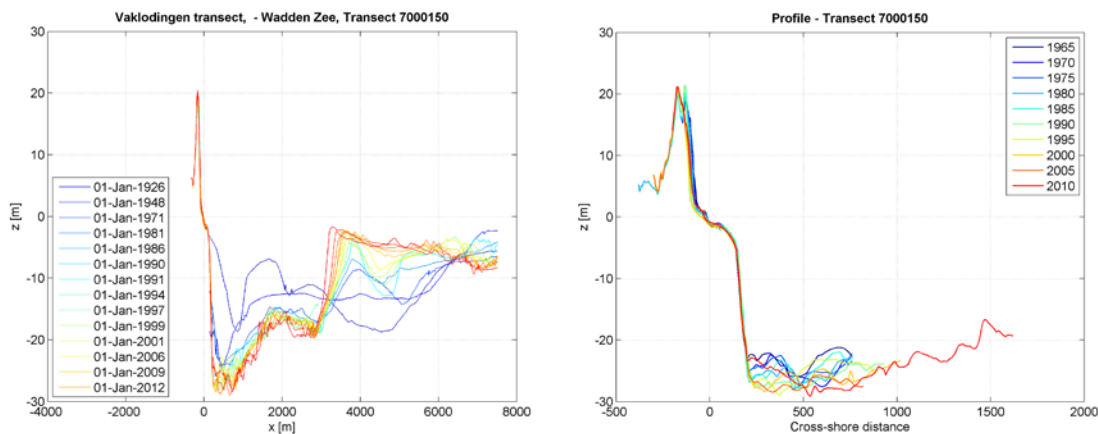 Vaklodingen transect,  - Wadden Zee, Transect 7000150
30
20
10
0
-10
-20
-30
z [m]
01-Jan-1926
01-Jan-1948
01-Jan-1971
01-Jan-1981
01-Jan-1986
01-Jan-1990
01-Jan-1991
01-Jan-1994
01-Jan-1997
01-Jan-1999
01-Jan-2001
01-Jan-2006
01-Jan-2009
01-Jan-2012
-4000 -2000 0 2000 4000 6000 8000
x [m]
Profile - Transect 7000150
30
20
10
0
-10
-20
-30
z [m]
1965
1970
1975
1980
1985
1990
1995
2000
2005
2010
-500 0 500 1000 1500 2000
Cross-shore distance